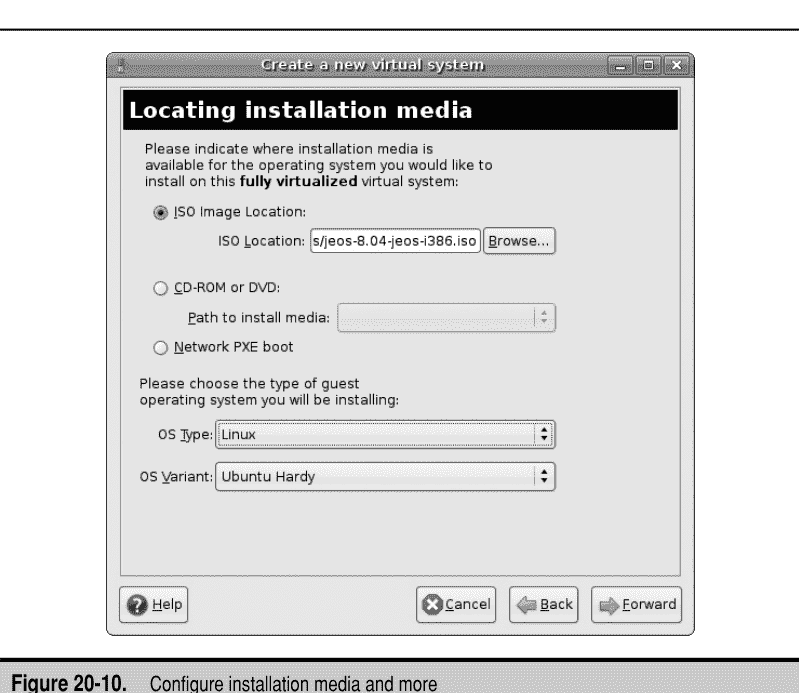 Create a new virtual system
Locating installation media
Please indicate where installation media is
available for the operating system you would like to
install on this fully virtualized virtual system:
ISO Image Location:
ISO Location: s/jeos-8.04-jeos-i386.iso Browse...
CD-ROM or DVD:
Path to install media:
Network PXE boot
Please choose the type of guest
operating system you will be installing:
OS Type: Linux
OS Variant: Ubuntu Hardy
Help Cancel Back Forward
Figure 20-10. Configure installation media and more